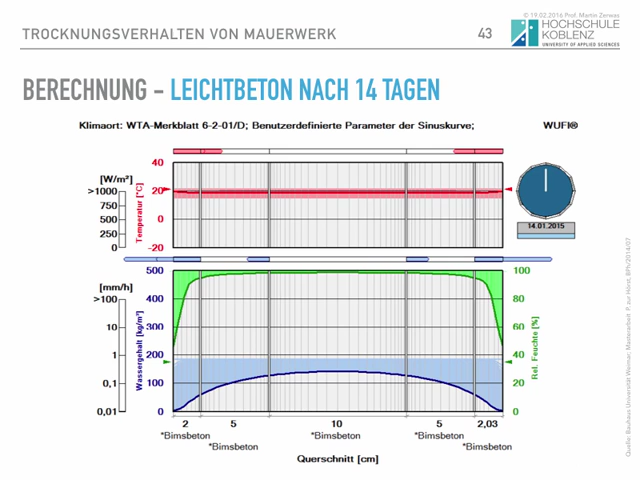 © 19.02.2016 Prof. Martin Zerwas
TROCKNUNGSVERHALTEN VON MAUERWERK
43
HOCHSCHULE
KOBLENZ
UNIVERSITY OF APPLIED SCIENCES
BERECHNUNG – LEICHTBETON NACH 14 TAGEN
Klimaort: WTA-Merkblatt 6-2-01/D; Benutzerdefinierte Parameter der Sinuskurve;
WUFI®
[W/m²]
>1000
750
500
250
0
Temperatur [°C]
40
20
0
-20
14.01.2015
[mm/h]
>100
10
1
0,1
0,01
Wassergehalt [kg/m³]
500
400
300
200
100
0
100
80
60
40
20
0
Rel. Feuchte [%]
2
5
10
5
2,03
*Bimsbeton
*Bimsbeton
*Bimsbeton
*Bimsbeton
*Bimsbeton
Querschnitt [cm]
Quelle: Bauhaus Universität Weimar, Masterarbeit P. zur Hörst, BPh/2014/07